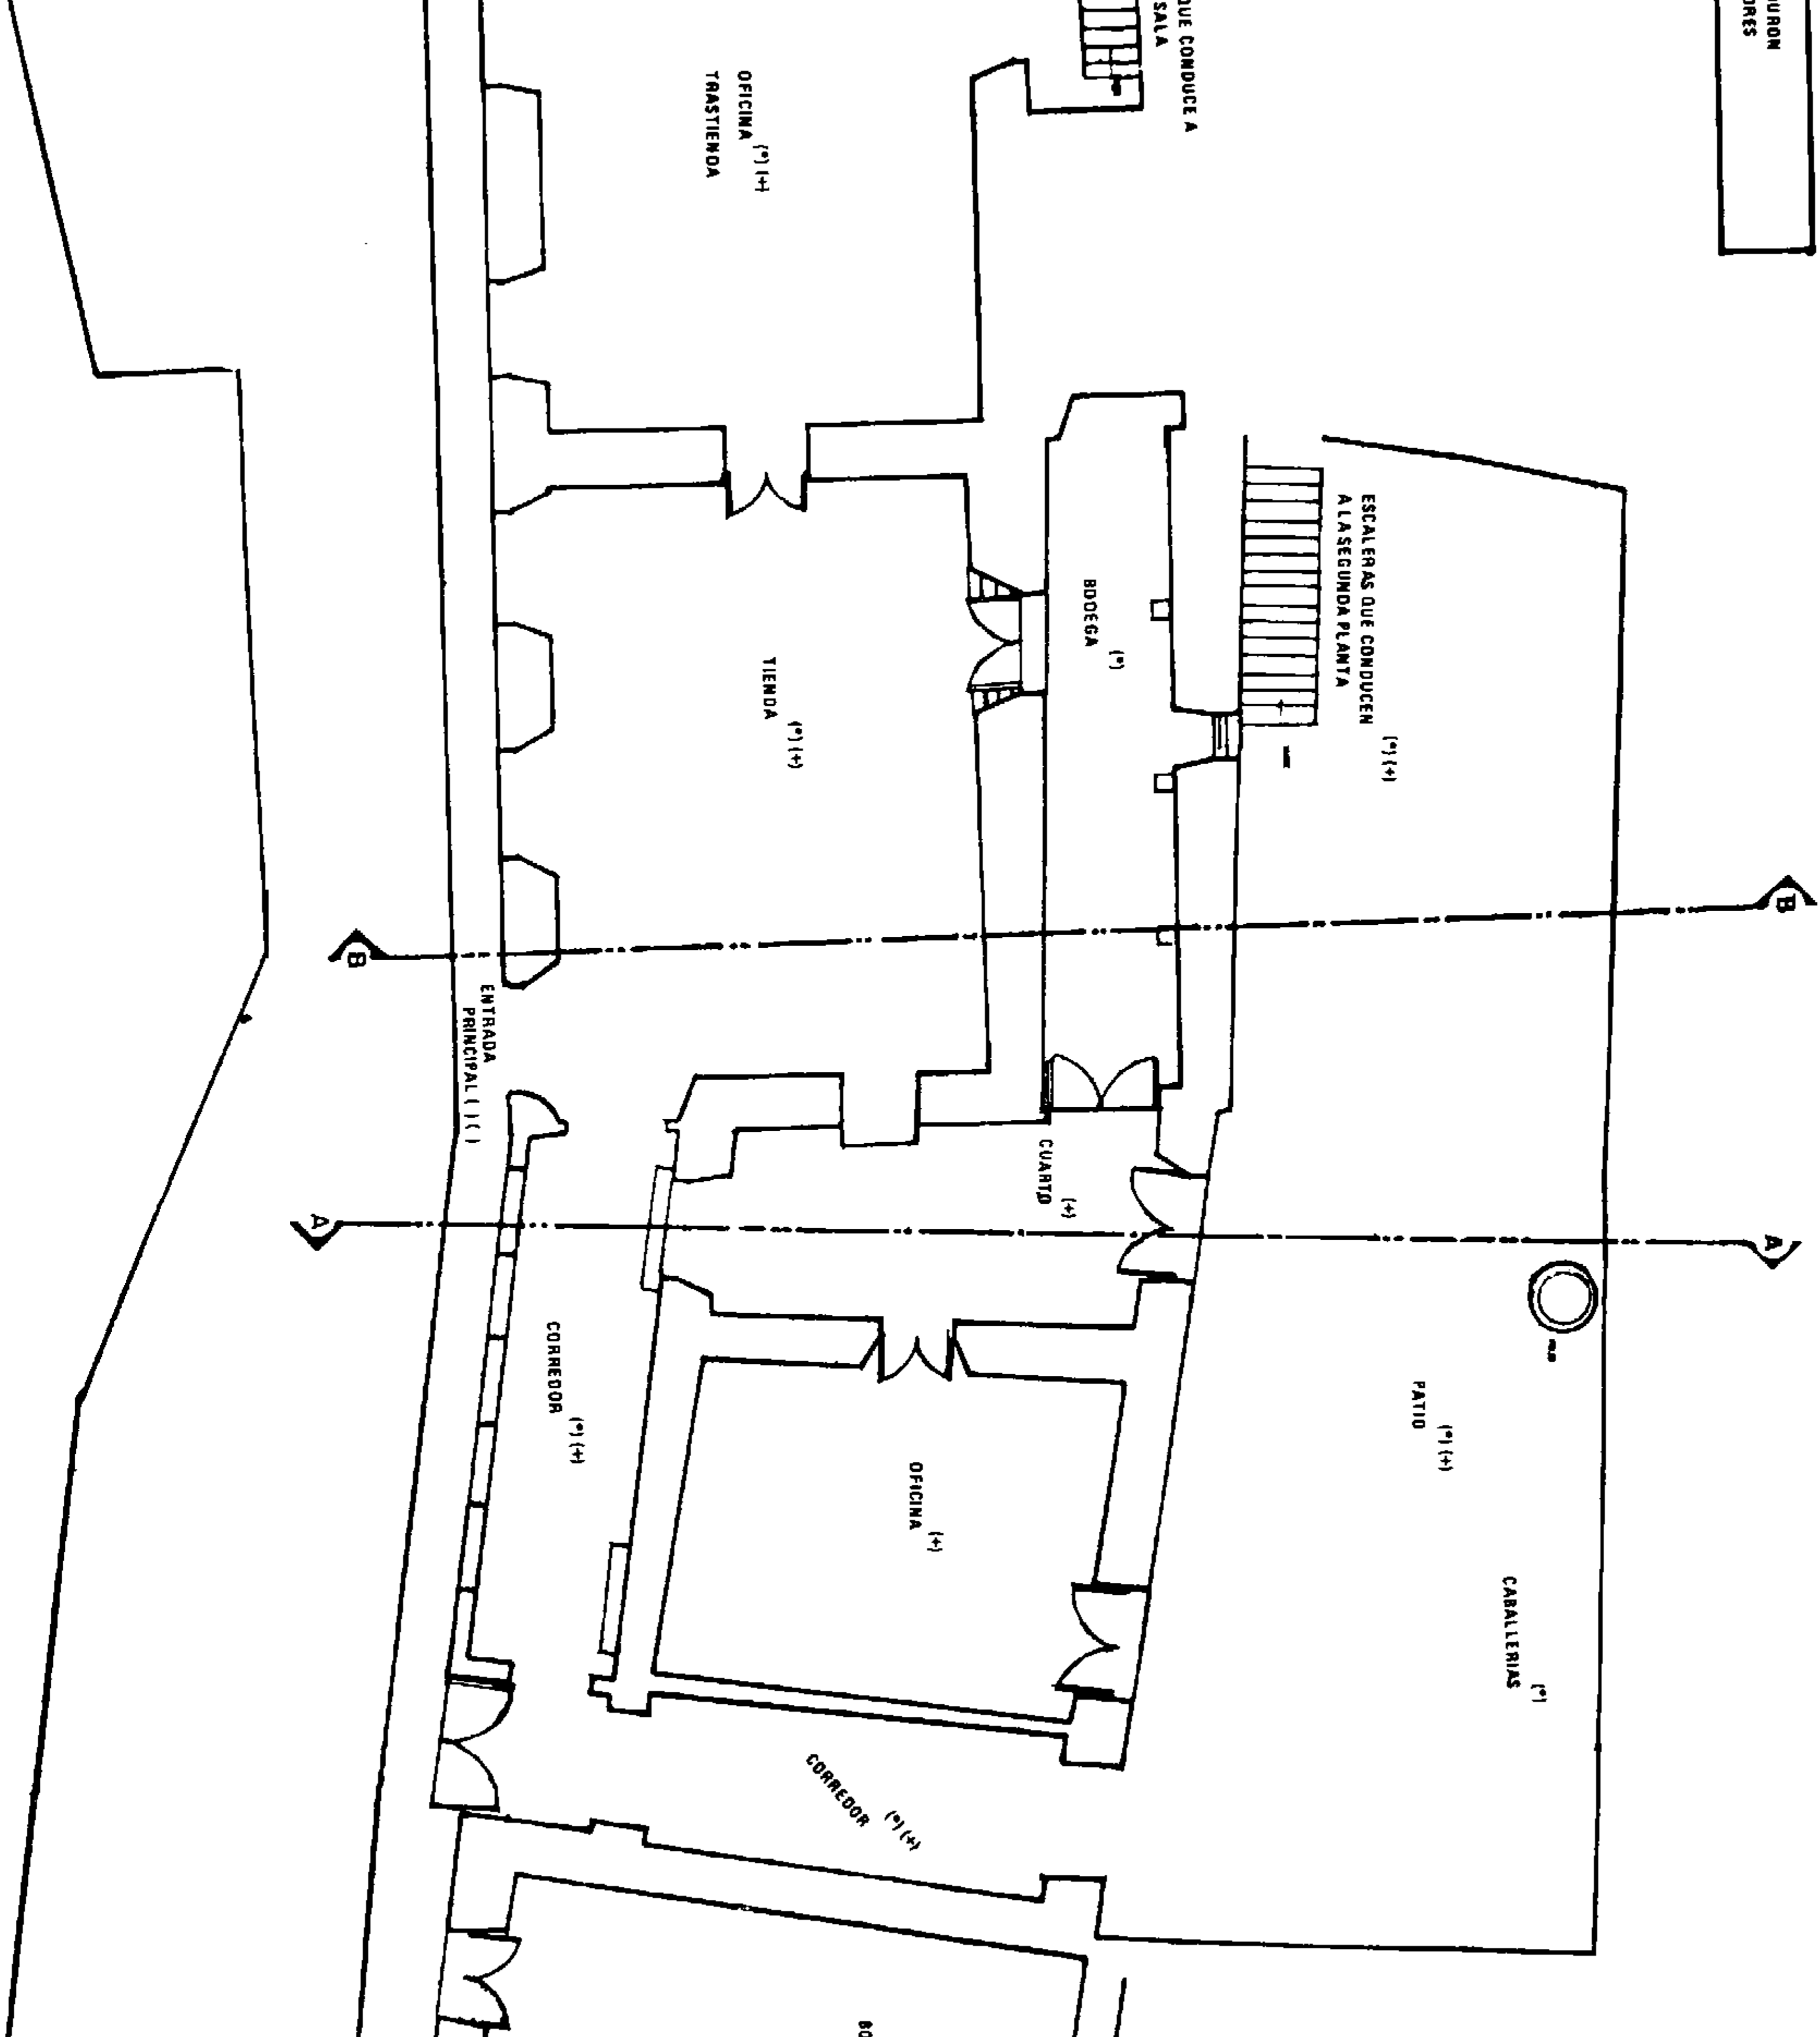 QUE CONDUCE A
SALA
OFICINA (*)(+)
TRASTIENDA
ESCALERAS QUE CONDUCEN (*)(+)
A LA SEGUNDA PLANTA
BODEGA (*)
TIENDA (*)(+)
B
B
ENTRADA
PRINCIPAL ( ) ( )
CUARTO (+)
A
A
CORREDOR (*)(+)
OFICINA (+)
PATIO (*)(+)
CABALLERIAS (*)
CORREDOR (*)(+)